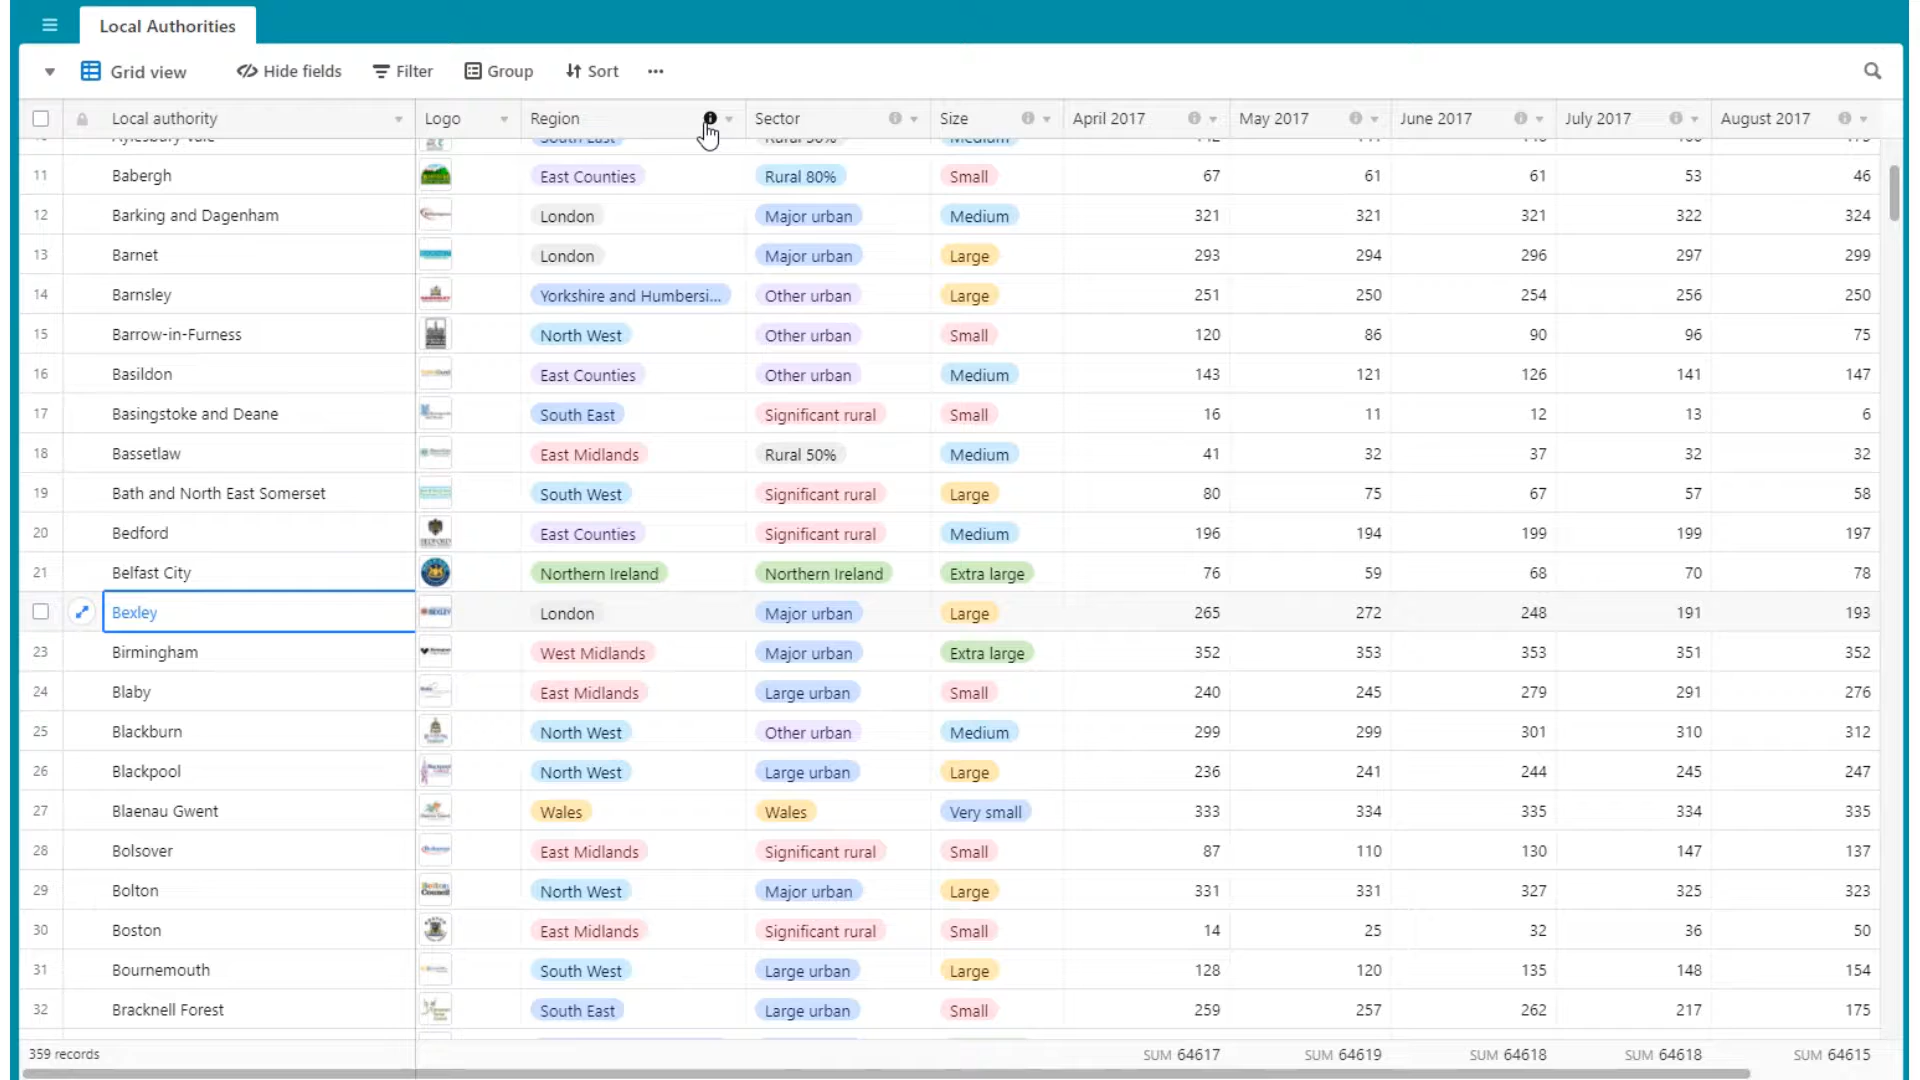 Local Authorities
Grid view Hide fields Filter Group Sort ...
Local authority Logo Region Sector Size April 2017 May 2017 June 2017 July 2017 August 2017
Aylesbury Vale South East Rural 50% Medium
11 Babergh East Counties Rural 80% Small 67 61 61 53 46
12 Barking and Dagenham London Major urban Medium 321 321 321 322 324
13 Barnet London Major urban Large 293 294 296 297 299
14 Barnsley Yorkshire and Humbersi... Other urban Large 251 250 254 256 250
15 Barrow-in-Furness North West Other urban Small 120 86 90 96 75
16 Basildon East Counties Other urban Medium 143 121 126 141 147
17 Basingstoke and Deane South East Significant rural Small 16 11 12 13 6
18 Bassetlaw East Midlands Rural 50% Medium 41 32 37 32 32
19 Bath and North East Somerset South West Significant rural Large 80 75 67 57 58
20 Bedford BEDFORD East Counties Significant rural Medium 196 194 199 199 197
21 Belfast City Northern Ireland Northern Ireland Extra large 76 59 68 70 78
Bexley BEXLEY London Major urban Large 265 272 248 191 193
23 Birmingham West Midlands Major urban Extra large 352 353 353 351 352
24 Blaby East Midlands Large urban Small 240 245 279 291 276
25 Blackburn North West Other urban Medium 299 299 301 310 312
26 Blackpool North West Large urban Large 236 241 244 245 247
27 Blaenau Gwent Wales Wales Very small 333 334 335 334 335
28 Bolsover East Midlands Significant rural Small 87 110 130 147 137
29 Bolton Bolton Council North West Major urban Large 331 331 327 325 323
30 Boston East Midlands Significant rural Small 14 25 32 36 50
31 Bournemouth South West Large urban Large 128 120 135 148 154
32 Bracknell Forest South East Large urban Small 259 257 262 217 175
359 records SUM 64617 SUM 64619 SUM 64618 SUM 64618 SUM 64615